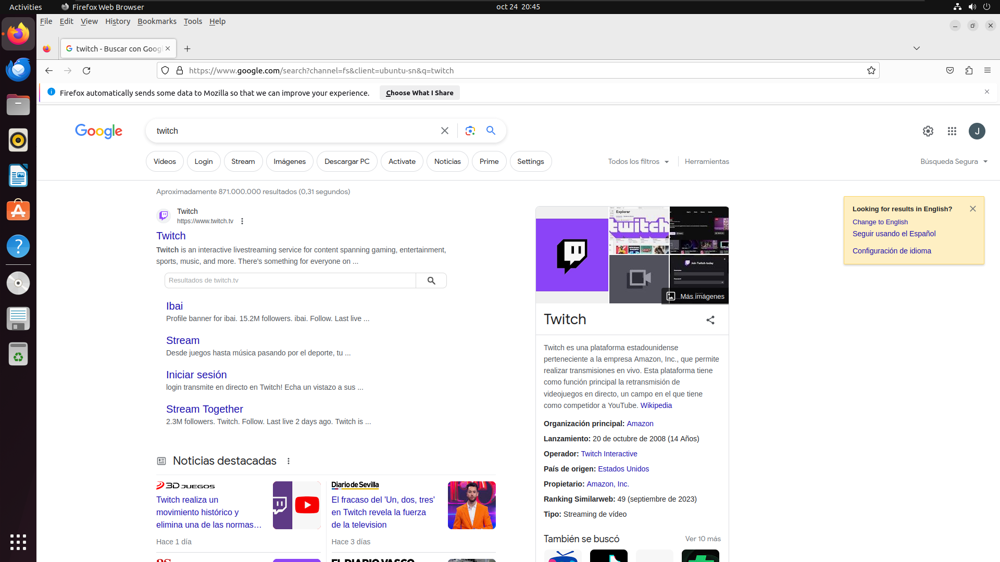 Activities
Firefox Web Browser
oct 24 20:45
File Edit View History Bookmarks Tools Help
twitch - Buscar con Goog
https://www.google.com/search?channel=fs&client=ubuntu-sn&q=twitch
Firefox automatically sends some data to Mozilla so that we can improve your experience.
Choose What I Share
Google
twitch
J
Vídeos
Login
Stream
Imágenes
Descargar PC
Activate
Noticias
Prime
Settings
Todos los filtros
Herramientas
Búsqueda Segura
Aproximadamente 871.000.000 resultados (0,31 segundos)
Twitch
https://www.twitch.tv
Twitch
Twitch is an interactive livestreaming service for content spanning gaming, entertainment,
sports, music, and more. There's something for everyone on ...
Resultados de twitch.tv
Ibai
Profile banner for ibai. 15.2M followers. ibai. Follow. Last live ...
Stream
Desde juegos hasta música pasando por el deporte, tu ...
Iniciar sesión
login transmite en directo en Twitch! Echa un vistazo a sus ...
Stream Together
2.3M followers. Twitch. Follow. Last live 2 days ago. Twitch is ...
Noticias destacadas
3D JUEGOS
Twitch realiza un
movimiento histórico y
elimina una de las normas...
Hace 1 día
Diario de Sevilla
El fracaso del 'Un, dos, tres'
en Twitch revela la fuerza
de la television
Hace 3 días
EL DIARIO VASCO
Explorer
twitch
Join Twitch today
Más imágenes
Twitch
Twitch es una plataforma estadounidense
perteneciente a la empresa Amazon, Inc., que permite
realizar transmisiones en vivo. Esta plataforma tiene
como función principal la retransmisión de
videojuegos en directo, un campo en el que tiene
como competidor a YouTube. Wikipedia
Organización principal: Amazon
Lanzamiento: 20 de octubre de 2008 (14 Años)
Operador: Twitch Interactive
País de origen: Estados Unidos
Propietario: Amazon, Inc.
Ranking Similarweb: 49 (septiembre de 2023)
Tipo: Streaming de vídeo
También se buscó
Ver 10 más
Looking for results in English?
Change to English
Seguir usando el Español
Configuración de idioma